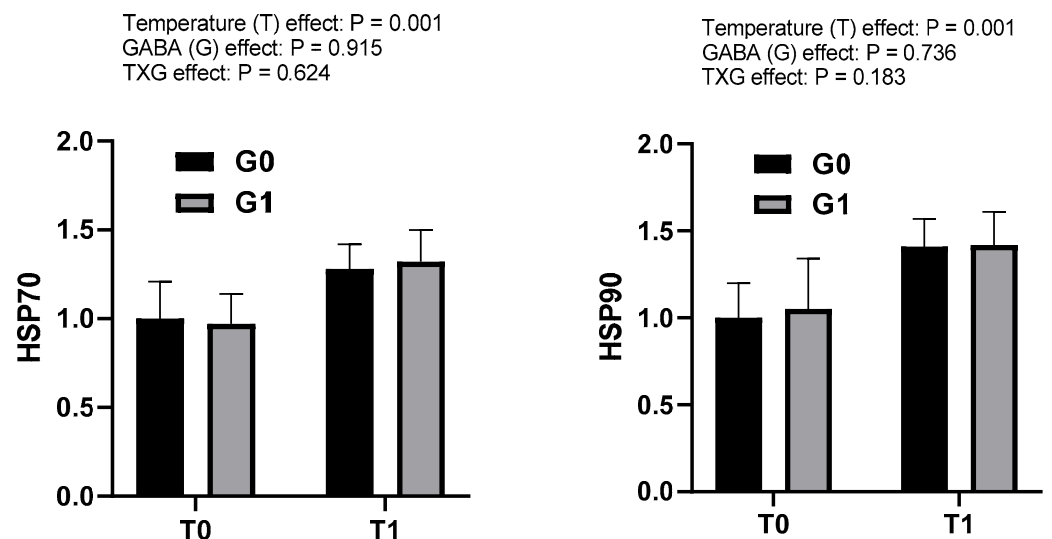 Temperature (T) effect: P = 0.001
GABA (G) effect: P = 0.915
TXG effect: P = 0.624
2.0
1.5
1.0
0.5
0.0
HSP70
G0
G1
T0
T1
Temperature (T) effect: P = 0.001
GABA (G) effect: P = 0.736
TXG effect: P = 0.183
2.0
1.5
1.0
0.5
0.0
HSP90
G0
G1
T0
T1